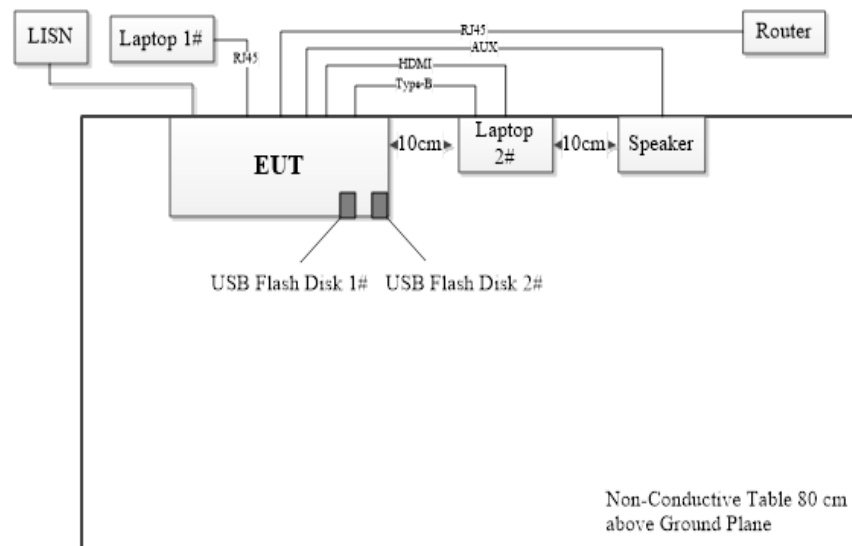 LISN
Laptop 1#
RJ45
RJ45
Router
AUX
HDMI
Type-B
EUT
10cm
Laptop
2#
10cm
Speaker
USB Flash Disk 1#
USB Flash Disk 2#
Non-Conductive Table 80 cm
above Ground Plane